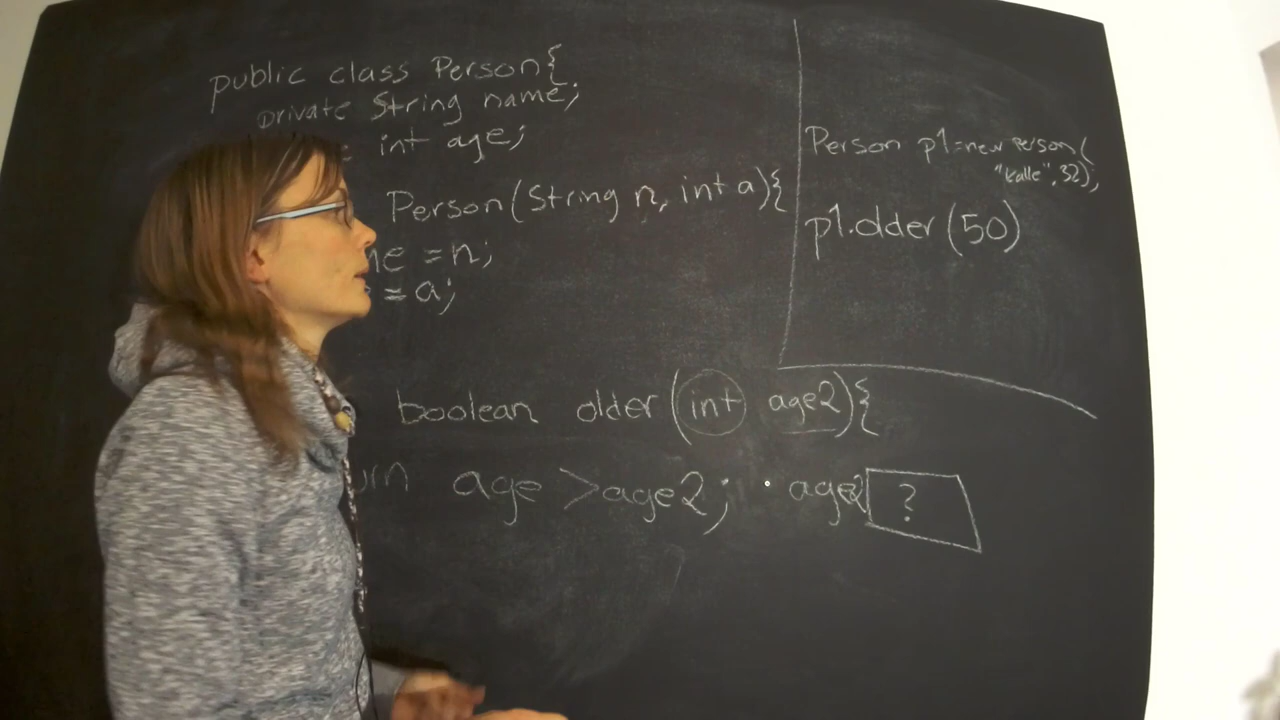 public class Person{
private String name;
int age;
Person(String n, int a){
me = n;
= a;
boolean older (int age2){
urn age > age2; · age2 ?
Person p1=new person(
"kalle", 32);
p1.older (50)